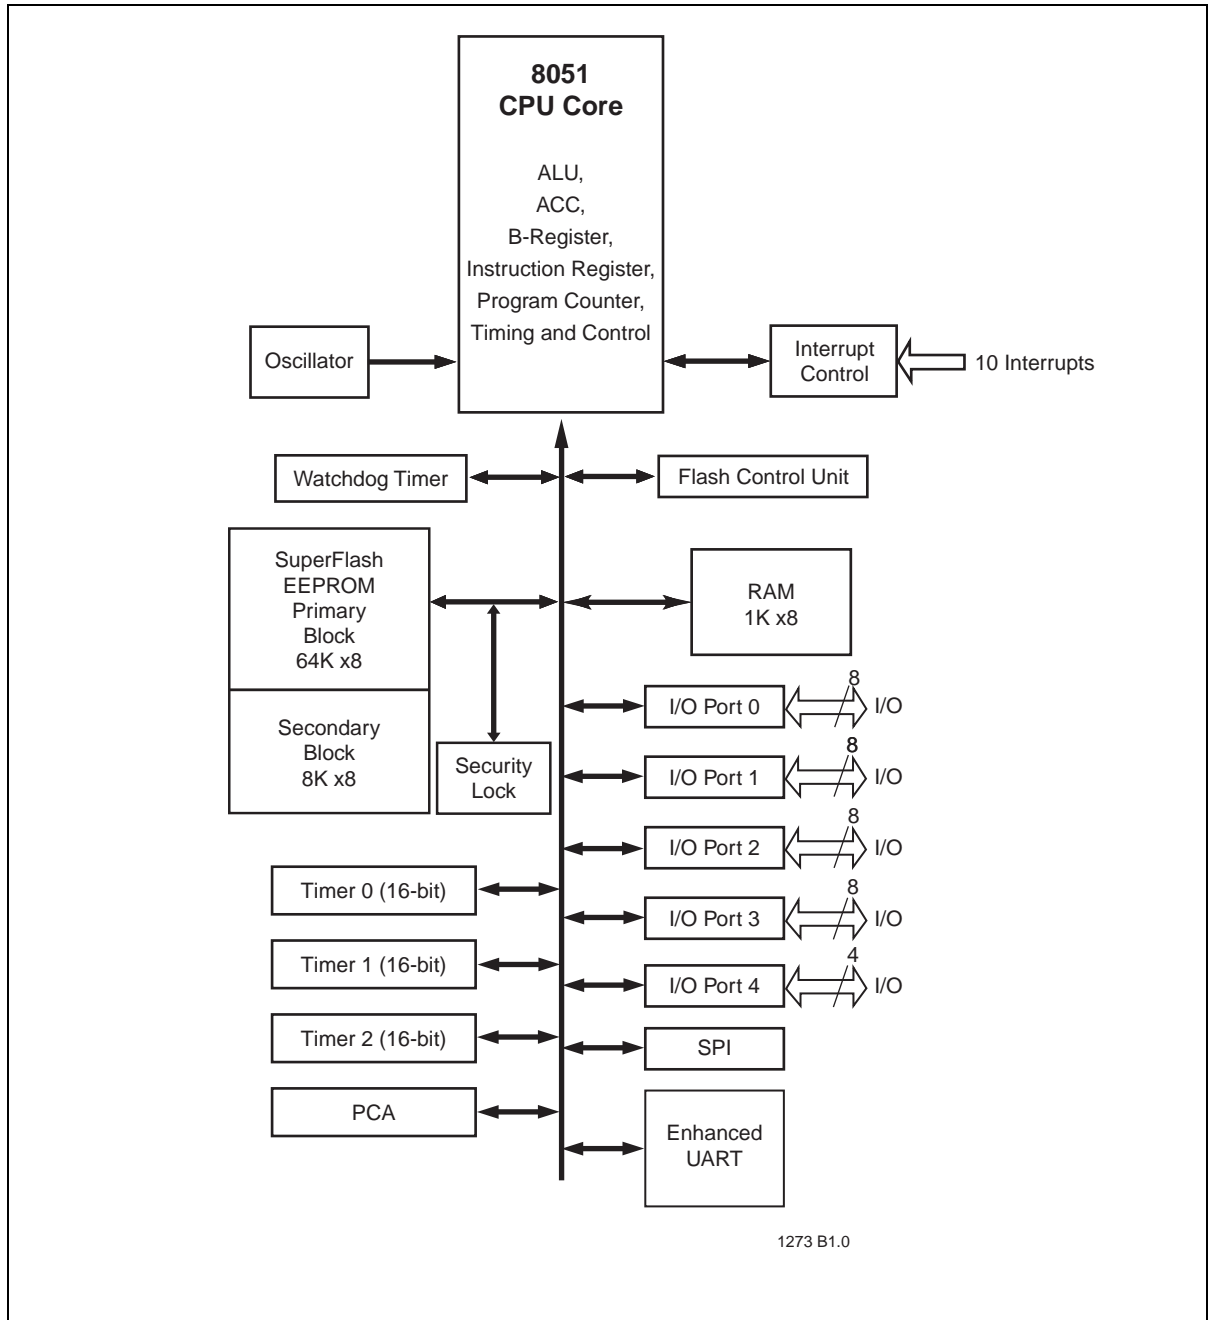 8051
CPU Core
ALU,
ACC,
B-Register,
Instruction Register,
Program Counter,
Timing and Control
Oscillator
Interrupt
Control
10 Interrupts
Watchdog Timer
Flash Control Unit
SuperFlash
EEPROM
Primary
Block
64K x8
RAM
1K x8
Secondary
Block
8K x8
Security
Lock
8
I/O Port 0
I/O
8
I/O Port 1
I/O
8
I/O Port 2
I/O
Timer 0 (16-bit)
8
I/O Port 3
I/O
Timer 1 (16-bit)
4
I/O Port 4
I/O
Timer 2 (16-bit)
SPI
PCA
Enhanced
UART
1273 B1.0